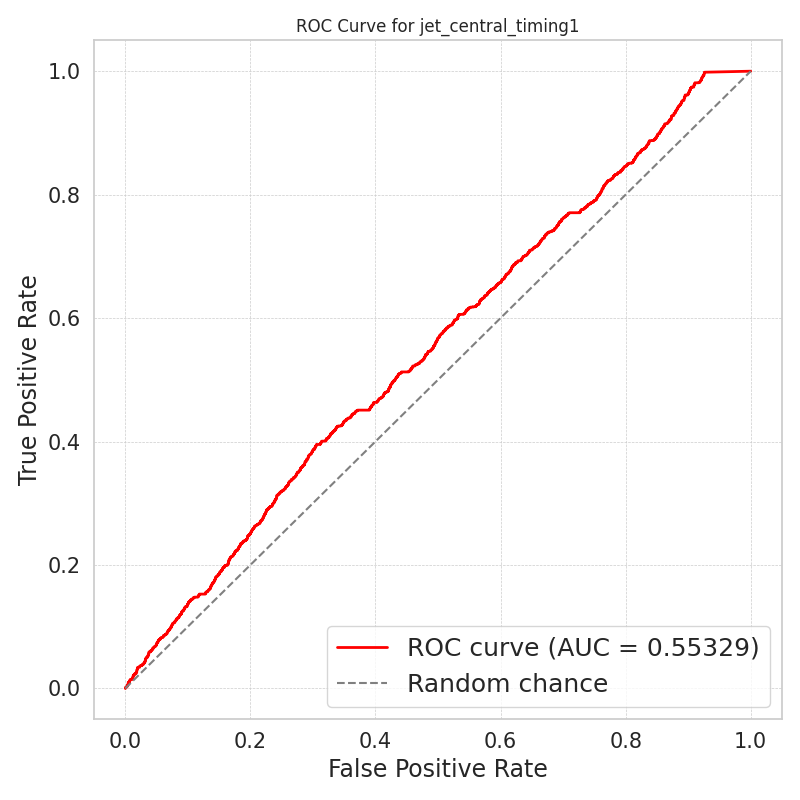 ROC Curve for jet_central_timing1
True Positive Rate
1.0
0.8
0.6
0.4
0.2
0.0
ROC curve (AUC = 0.55329)
Random chance
0.0 0.2 0.4 0.6 0.8 1.0
False Positive Rate